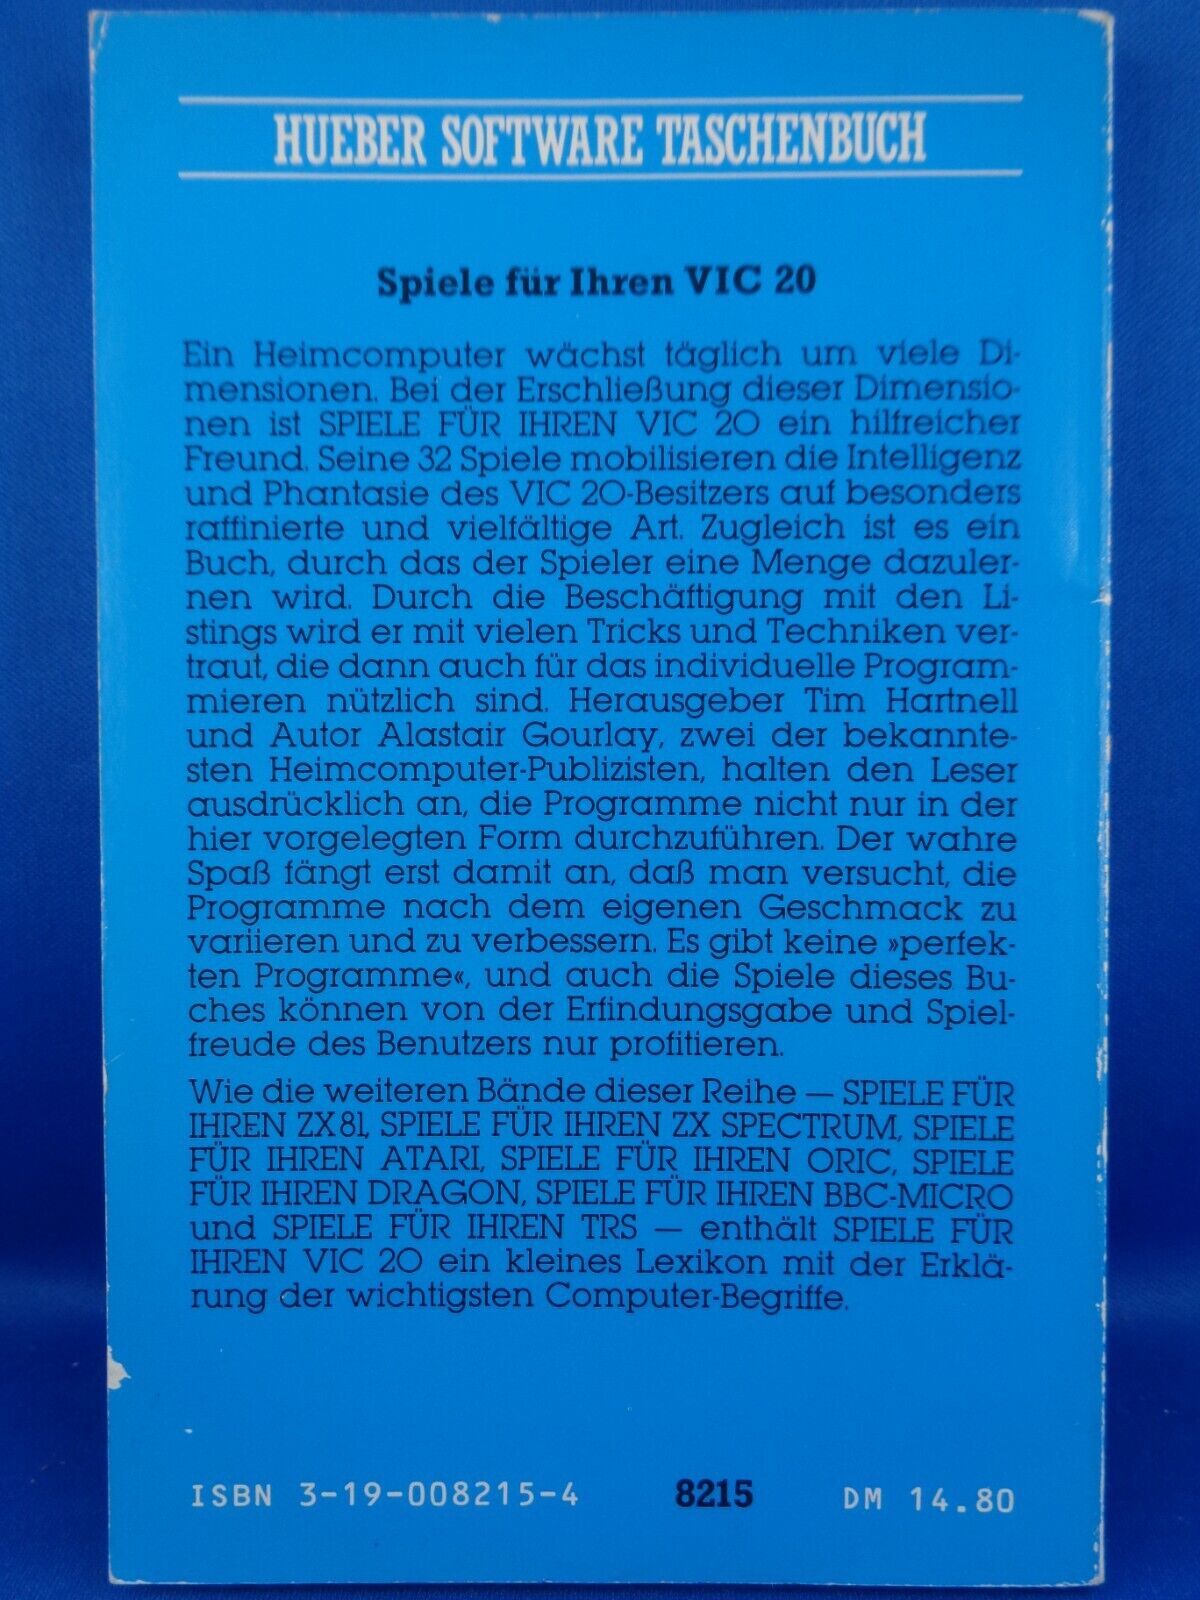 HUEBER SOFTWARE TASCHENBUCH
Spiele für Ihren VIC 20
Ein Heimcomputer wächst täglich um viele Di-
mensionen. Bei der Erschließung dieser Dimensio-
nen ist SPIELE FÜR IHREN VIC 20 ein hilfreicher
Freund. Seine 32 Spiele mobilisieren die Intelligenz
und Phantasie des VIC 20-Besitzers auf besonders
raffinierte und vielfältige Art. Zugleich ist es ein
Buch, durch das der Spieler eine Menge dazuler-
nen wird. Durch die Beschäftigung mit den Li-
stings wird er mit vielen Tricks und Techniken ver-
traut, die dann auch für das individuelle Program-
mieren nützlich sind. Herausgeber Tim Hartnell
und Autor Alastair Gourlay, zwei der bekannte-
sten Heimcomputer-Publizisten, halten den Leser
ausdrücklich an, die Programme nicht nur in der
hier vorgelegten Form durchzuführen. Der wahre
Spaß fängt erst damit an, daß man versucht, die
Programme nach dem eigenen Geschmack zu
variieren und zu verbessern. Es gibt keine »perfek-
ten Programme«, und auch die Spiele dieses Bu-
ches können von der Erfindungsgabe und Spiel-
freude des Benutzers nur profitieren.
Wie die weiteren Bände dieser Reihe — SPIELE FÜR
IHREN ZX81, SPIELE FÜR IHREN ZX SPECTRUM, SPIELE
FÜR IHREN ATARI, SPIELE FÜR IHREN ORIC, SPIELE
FÜR IHREN DRAGON, SPIELE FÜR IHREN BBC-MICRO
und SPIELE FÜR IHREN TRS — enthält SPIELE FÜR
IHREN VIC 20 ein kleines Lexikon mit der Erklä-
rung der wichtigsten Computer-Begriffe.
ISBN 3-19-008215-4 8215 DM 14.80